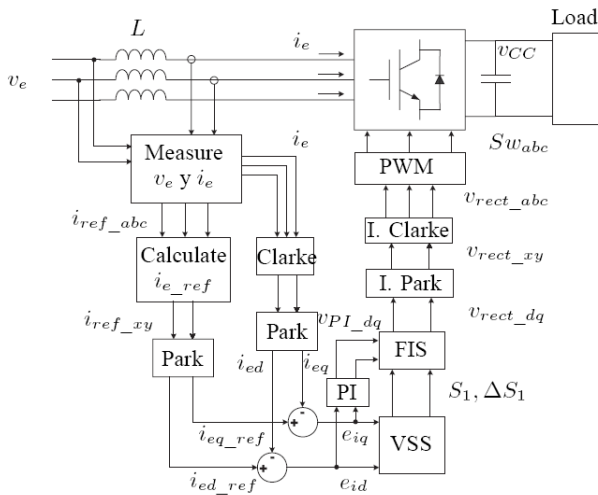 Load
L
i_e
v_CC
v_e
Sw_abc
Measure
v_e y i_e
i_e
PWM
v_rect_abc
i_ref_abc
I. Clarke
Calculate
i_e_ref
Clarke
v_rect_xy
I. Park
i_ref_xy
Park
v_PI_dq
v_rect_dq
Park
i_ed
i_eq
FIS
PI
S_1, ΔS_1
i_eq_ref
+
-
e_iq
VSS
i_ed_ref
+
-
e_id